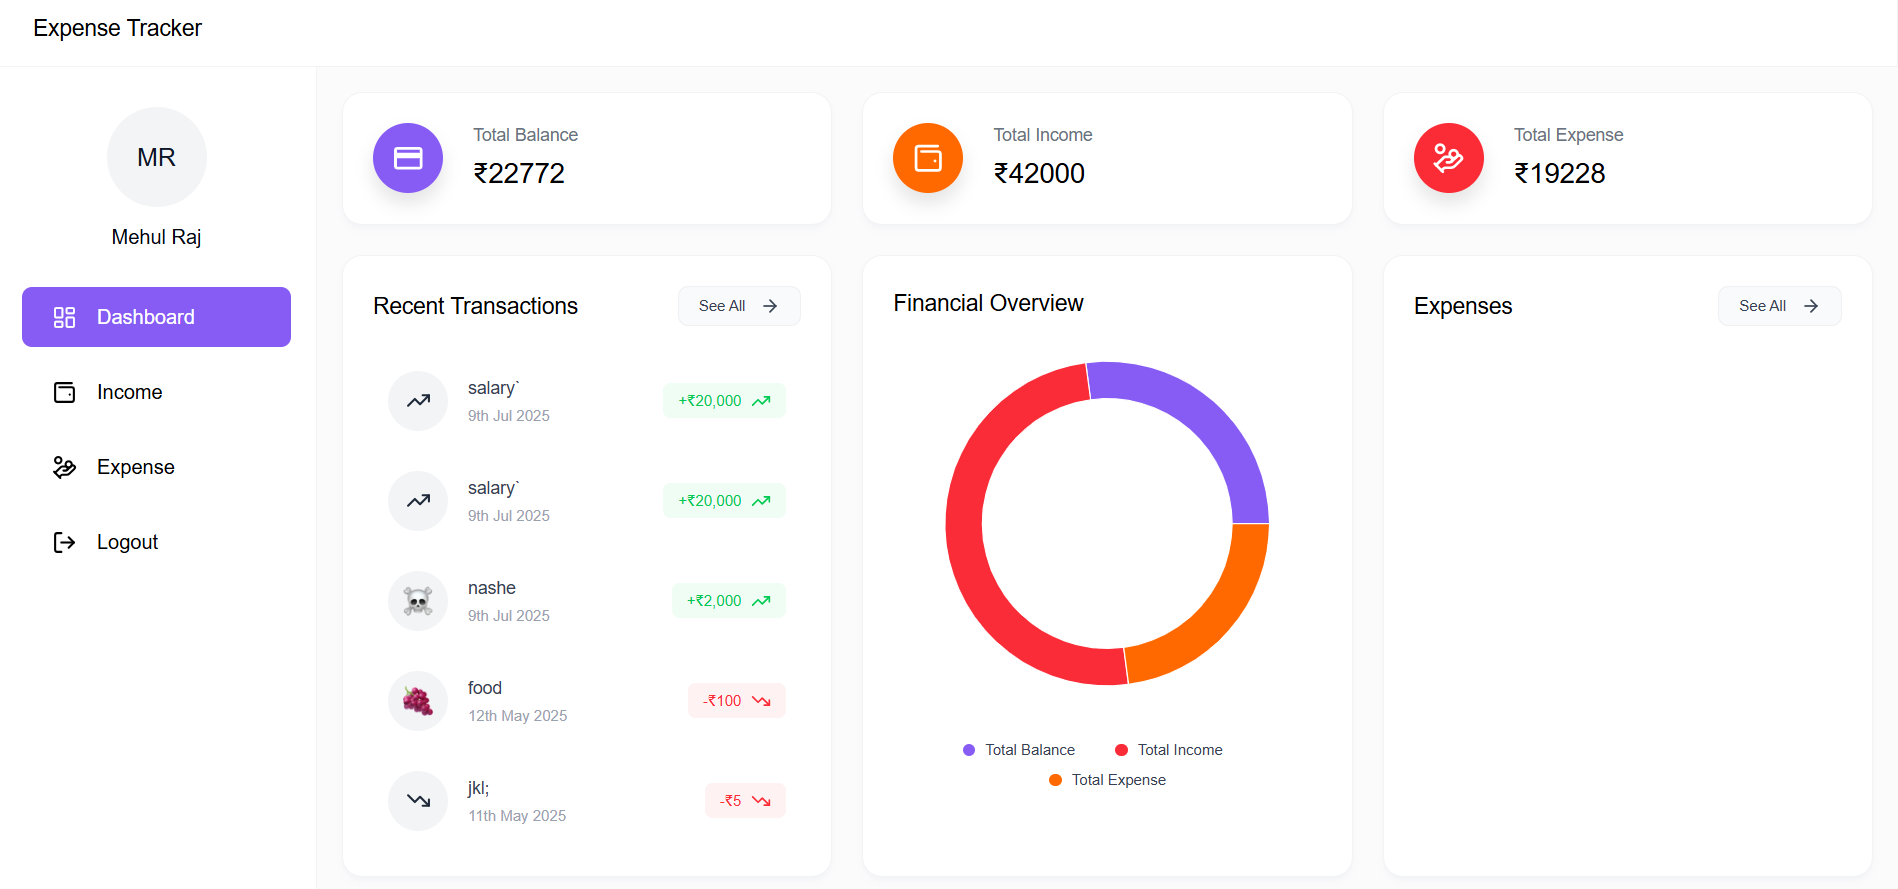 Expense Tracker
MR
Mehul Raj
Dashboard
Income
Expense
Logout
Total Balance
₹22772
Total Income
₹42000
Total Expense
₹19228
Recent Transactions
See All
salary`
9th Jul 2025
+₹20,000
salary`
9th Jul 2025
+₹20,000
nashe
9th Jul 2025
+₹2,000
food
12th May 2025
-₹100
jkl;
11th May 2025
-₹5
Financial Overview
Total Balance
Total Income
Total Expense
Expenses
See All